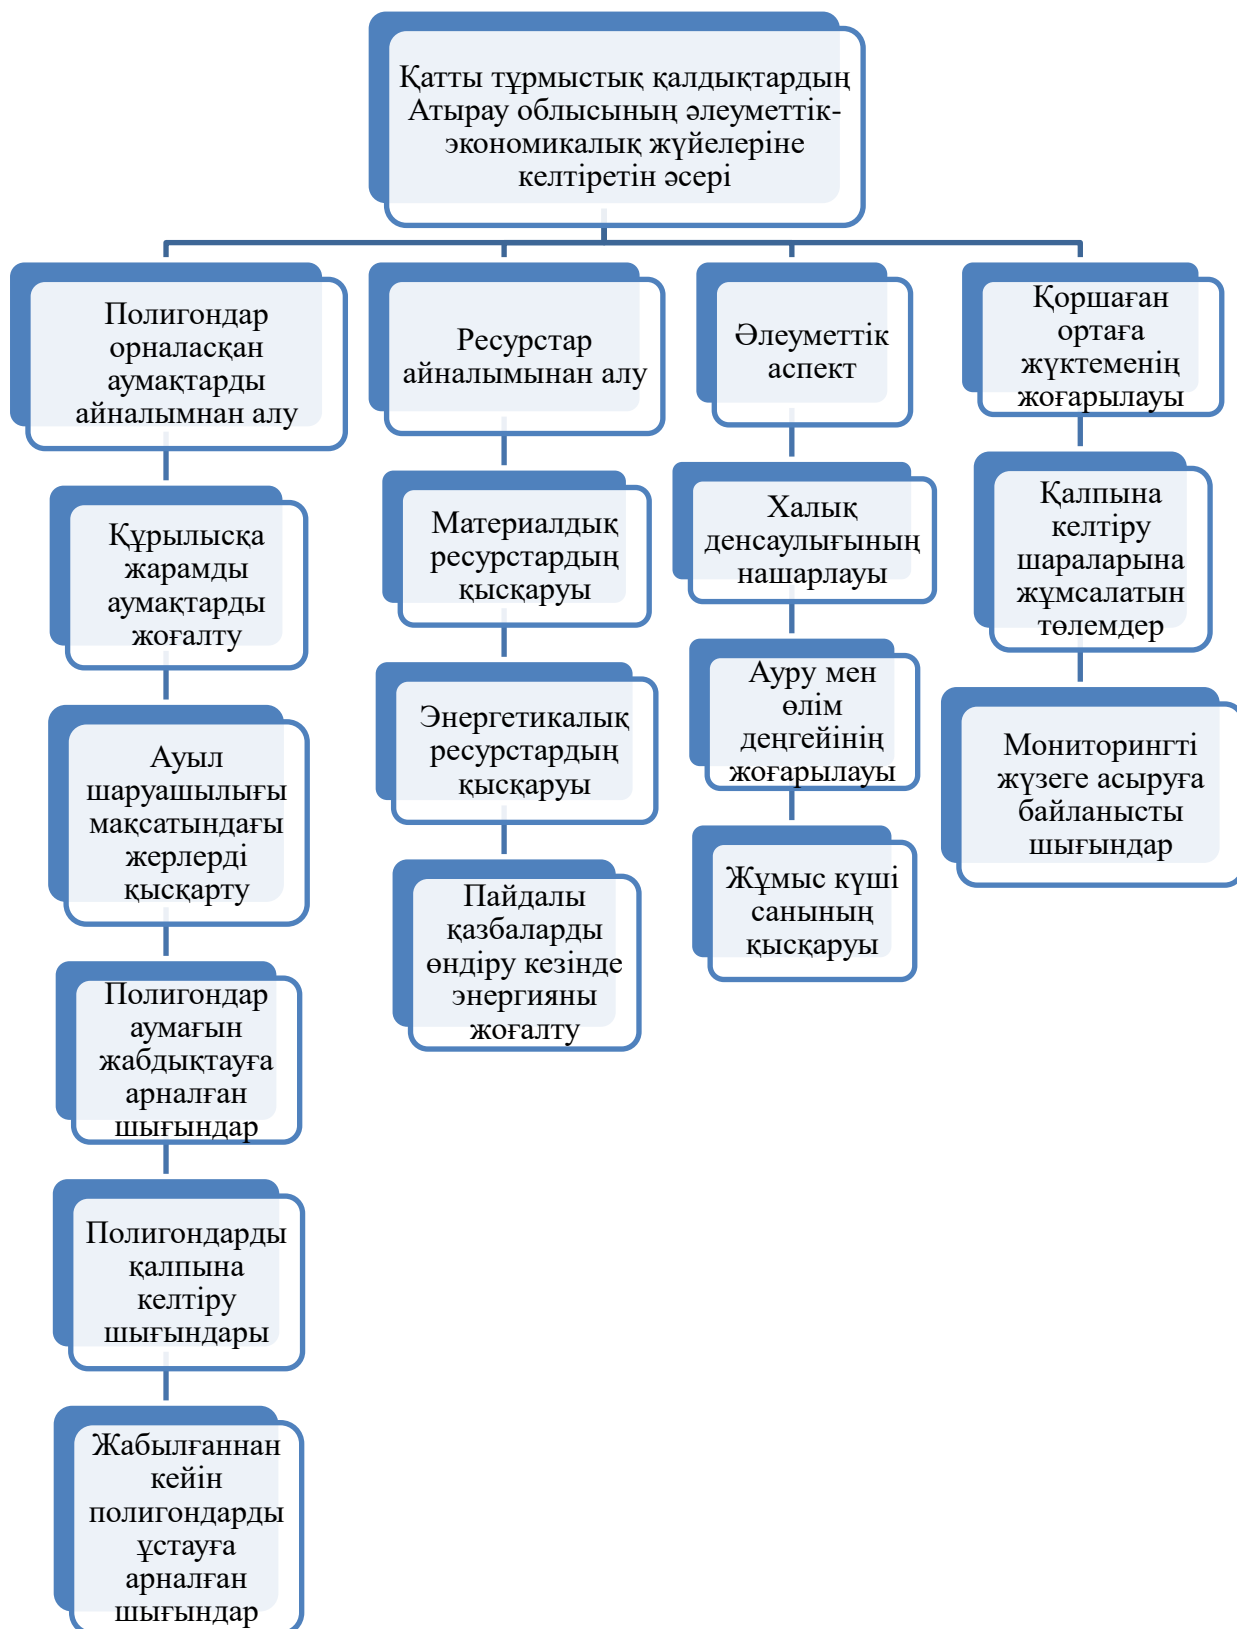 Қатты тұрмыстық қалдықтардың
Атырау облысының әлеуметтік-
экономикалық жүйелеріне
келтіретін әсері
Полигондар
орналасқан
аумақтарды
айналымнан алу
Құрылысқа
жарамды
аумақтарды
жоғалту
Ауыл
шаруашылығы
мақсатындағы
жерлерді
қысқарту
Полигондар
аумағын
жабдықтауға
арналған
шығындар
Полигондарды
қалпына
келтіру
шығындары
Жабылғаннан
кейін
полигондарды
ұстауға
арналған
шығындар
Ресурстар
айналымынан алу
Материалдық
ресурстардың
қысқаруы
Энергетикалық
ресурстардың
қысқаруы
Пайдалы
қазбаларды
өндіру кезінде
энергияны
жоғалту
Әлеуметтік
аспект
Халық
денсаулығының
нашарлауы
Ауру мен
өлім
деңгейінің
жоғарылауы
Жұмыс күші
санының
қысқаруы
Қоршаған
ортаға
жүктеменің
жоғарылауы
Қалпына
келтіру
шараларына
жұмсалатын
төлемдер
Мониторингті
жүзеге асыруға
байланысты
шығындар